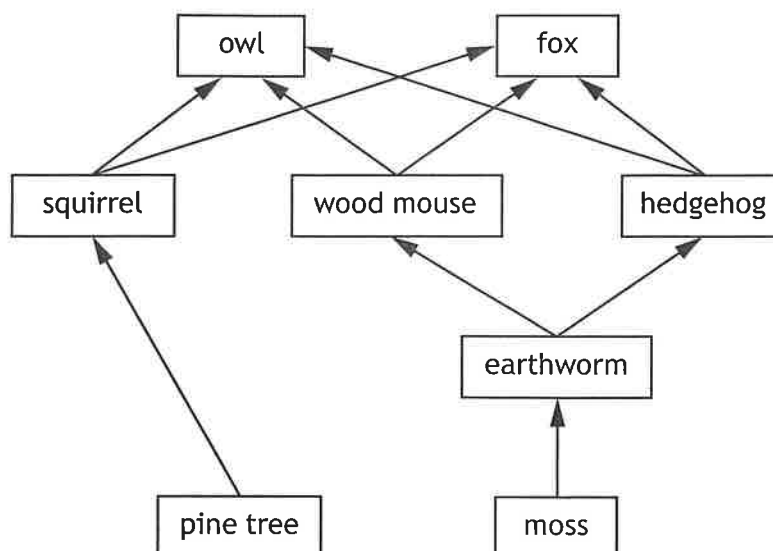 owl
fox
squirrel
wood mouse
hedgehog
earthworm
pine tree
moss